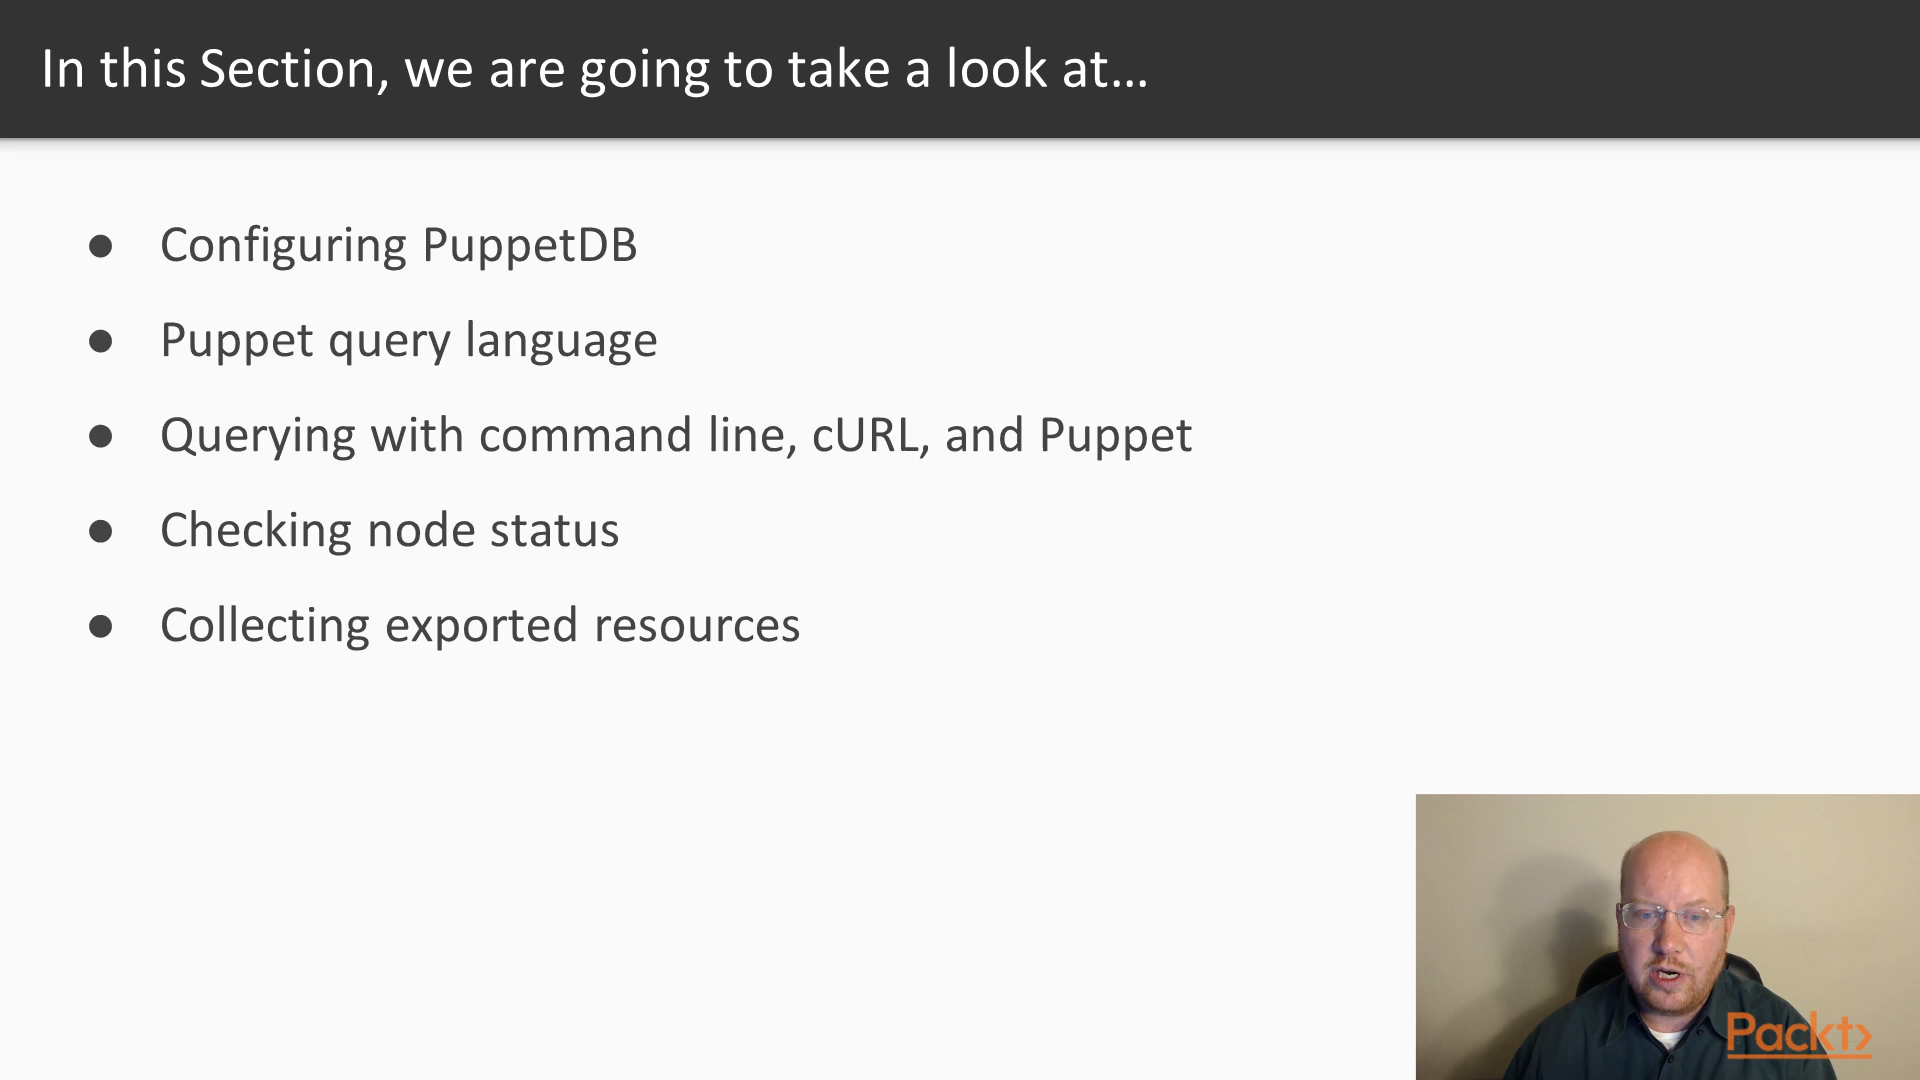 In this Section, we are going to take a look at...
● Configuring PuppetDB
● Puppet query language
● Querying with command line, cURL, and Puppet
● Checking node status
● Collecting exported resources
Packt>